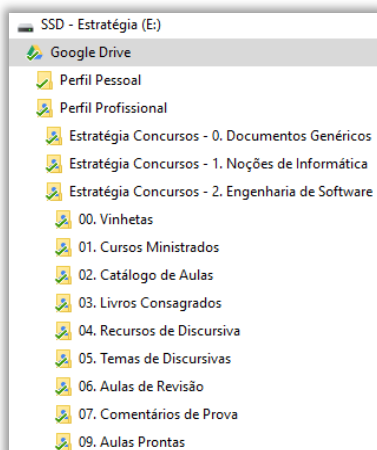 SSD - Estratégia (E:)
Google Drive
Perfil Pessoal
Perfil Profissional
Estratégia Concursos - 0. Documentos Genéricos
Estratégia Concursos - 1. Noções de Informática
Estratégia Concursos - 2. Engenharia de Software
00. Vinhetas
01. Cursos Ministrados
02. Catálogo de Aulas
03. Livros Consagrados
04. Recursos de Discursiva
05. Temas de Discursivas
06. Aulas de Revisão
07. Comentários de Prova
09. Aulas Prontas